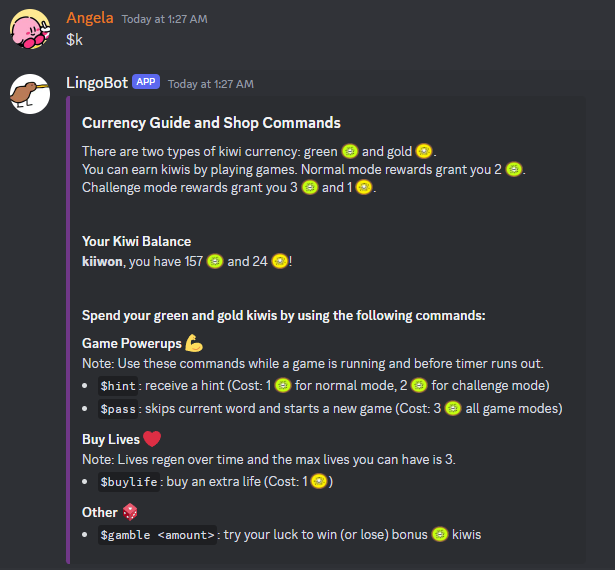 Angela Today at 1:27 AM
$k
LingoBot APP Today at 1:27 AM
Currency Guide and Shop Commands
There are two types of kiwi currency: green and gold .
You can earn kiwis by playing games. Normal mode rewards grant you 2 .
Challenge mode rewards grant you 3 and 1 .
Your Kiwi Balance
kiiwon, you have 157 and 24 !
Spend your green and gold kiwis by using the following commands:
Game Powerups 💪
Note: Use these commands while a game is running and before timer runs out.
• $hint: receive a hint (Cost: 1 for normal mode, 2 for challenge mode)
• $pass: skips current word and starts a new game (Cost: 3 all game modes)
Buy Lives ❤️
Note: Lives regen over time and the max lives you can have is 3.
• $buylife: buy an extra life (Cost: 1 )
Other 🎲
• $gamble <amount>: try your luck to win (or lose) bonus kiwis